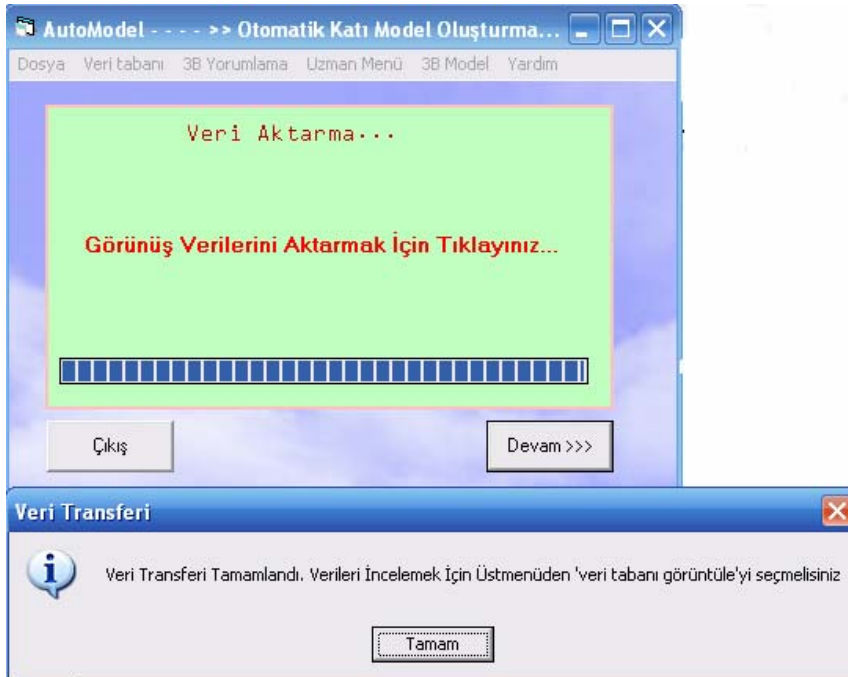 AutoModel - - - - >> Otomatik Katı Model Oluşturma...
Dosya Veri tabanı 3B Yorumlama Uzman Menü 3B Model Yardım
Veri Aktarma...
Görünüş Verilerini Aktarmak İçin Tıklayınız...
Çıkış Devam >>>
Veri Transferi
Veri Transferi Tamamlandı. Verileri İncelemek İçin Üstmenüden 'veri tabanı görüntüle'yi seçmelisiniz
Tamam